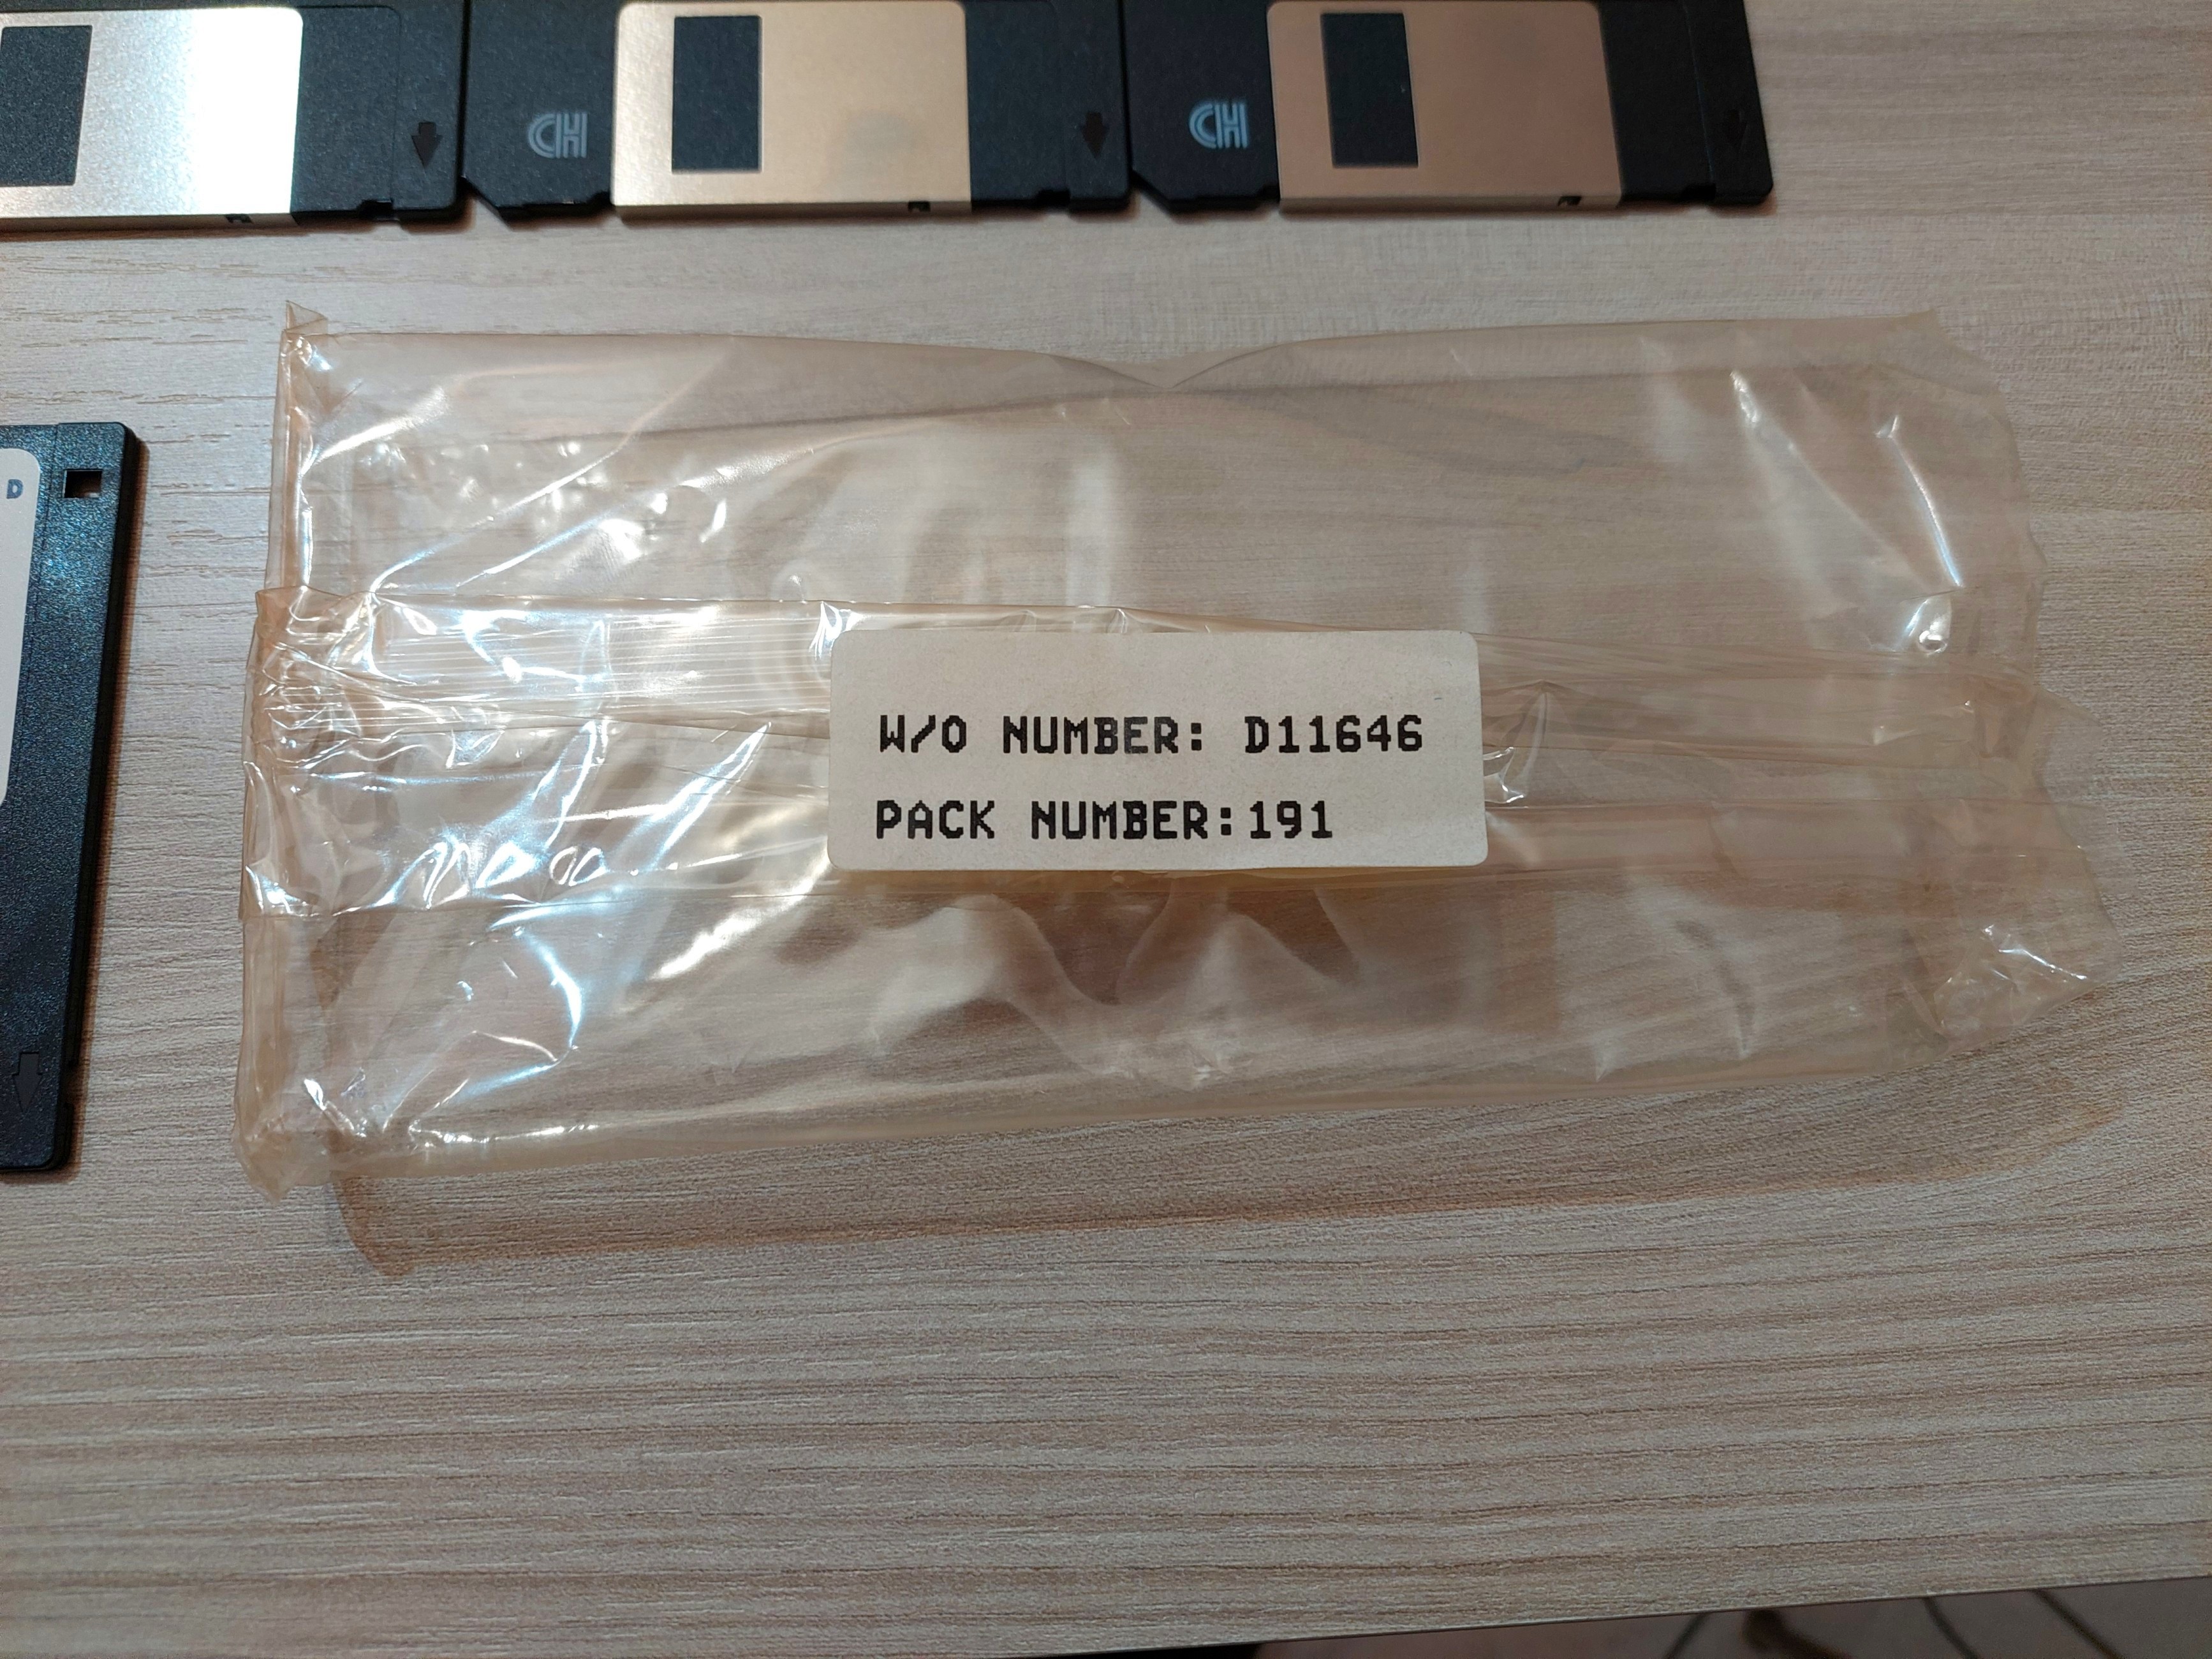 CH
CH
D
W/O NUMBER: D11646
PACK NUMBER:191